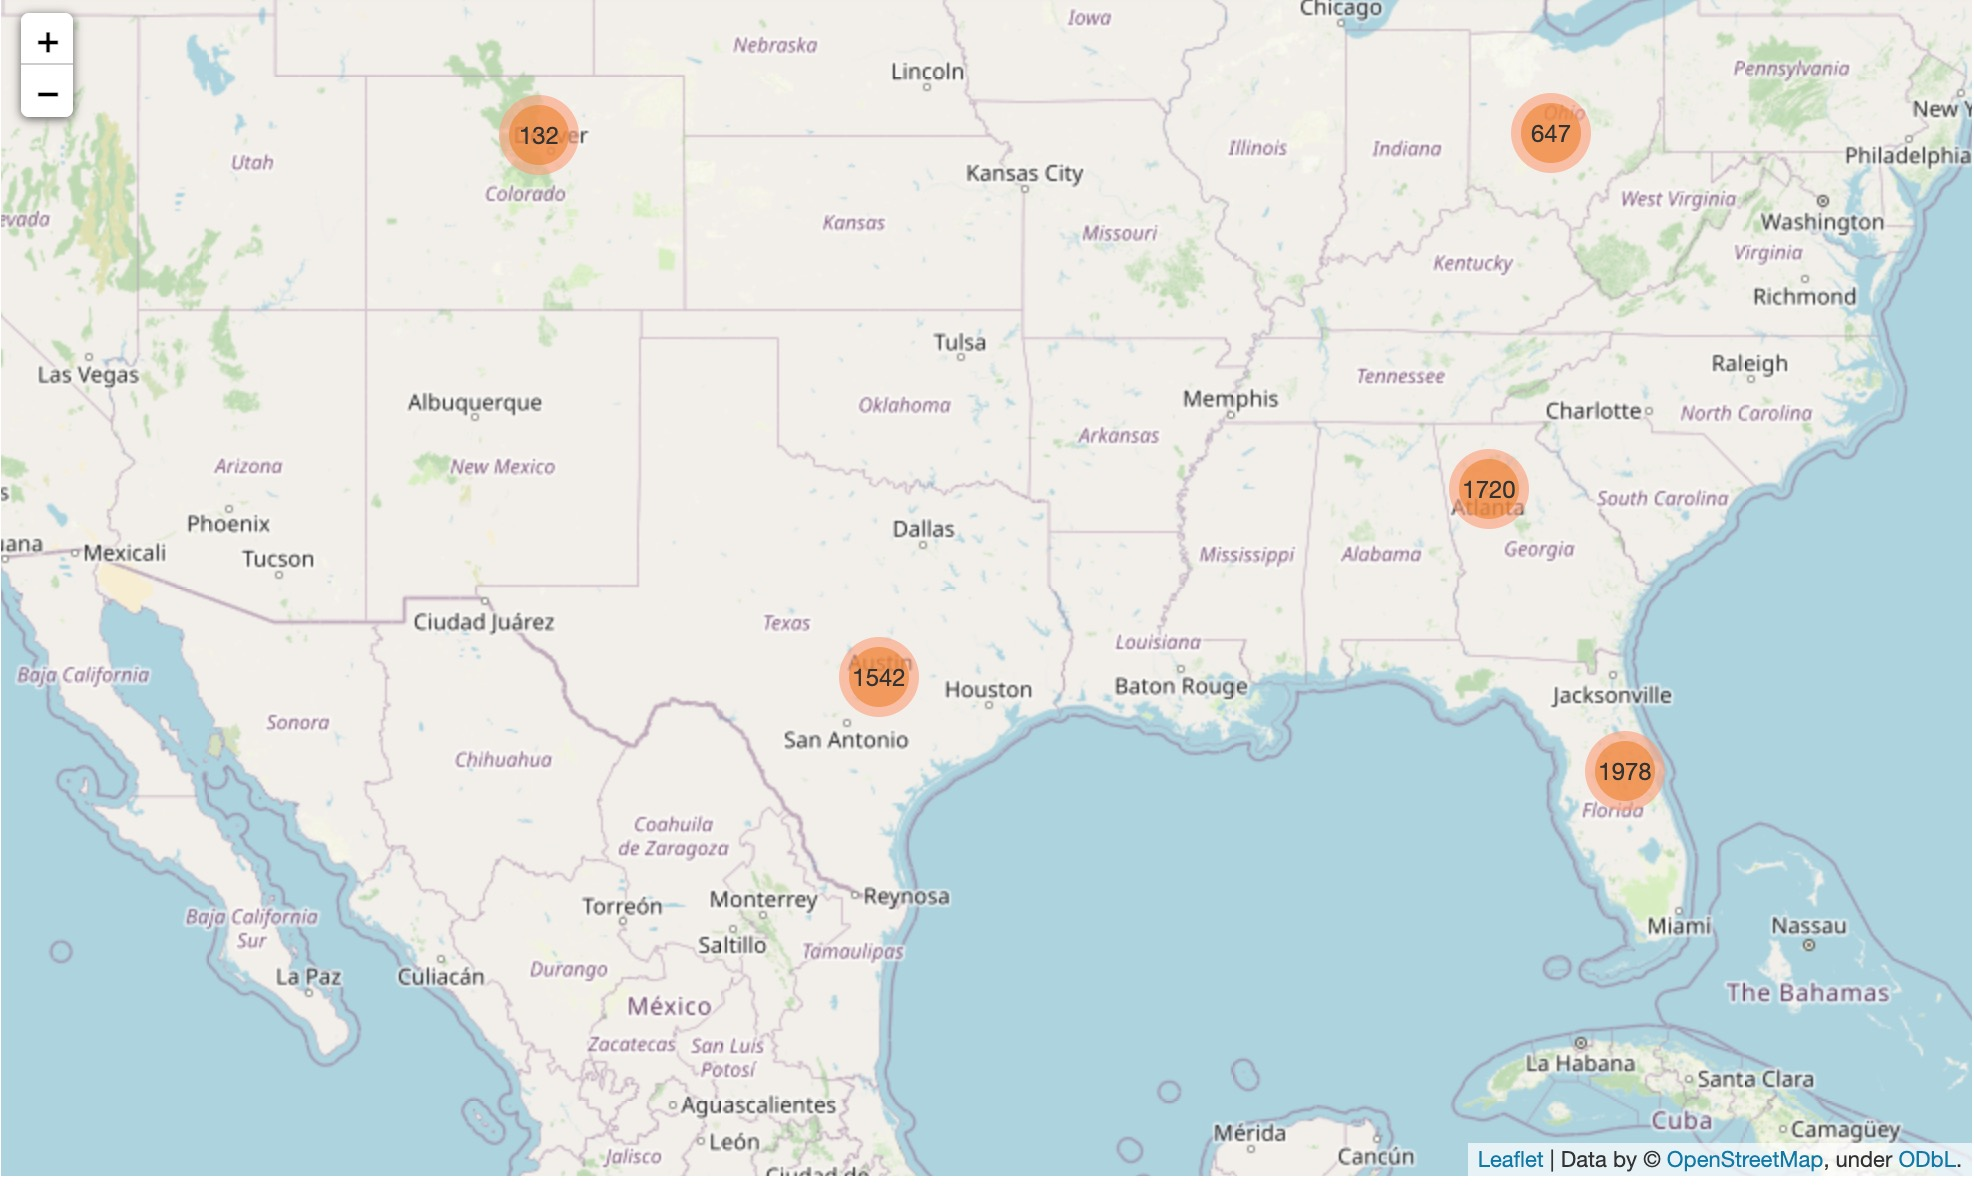 +
−
Chicago
Iowa
Nebraska
Lincoln
Pennsylvania
New Y
132
647
Ohio
Philadelphia
Utah
Colorado
Illinois
Indiana
Kansas City
West Virginia
Washington
evada
Kansas
Missouri
Kentucky
Virginia
Richmond
Tulsa
Raleigh
Las Vegas
Tennessee
Albuquerque
Oklahoma
Memphis
Charlotte
North Carolina
Arkansas
Arizona
New Mexico
1720
Atlanta
South Carolina
s
Phoenix
Dallas
uana
Mexicali
Tucson
Mississippi
Alabama
Georgia
Ciudad Juárez
Texas
Louisiana
Austin
1542
Baja California
Houston
Baton Rouge
Jacksonville
Sonora
San Antonio
Chihuahua
1978
Florida
Coahuila
de Zaragoza
Torreón
Monterrey
Reynosa
Baja California
Sur
Saltillo
Tamaulipas
Miami
Nassau
La Paz
Culiacán
Durango
México
The Bahamas
Zacatecas
San Luis
Potosí
La Habana
Santa Clara
Aguascalientes
Cuba
Camagüey
León
Mérida
Cancún
Jalisco
Ciudad de
Leaflet | Data by © OpenStreetMap, under ODbL.